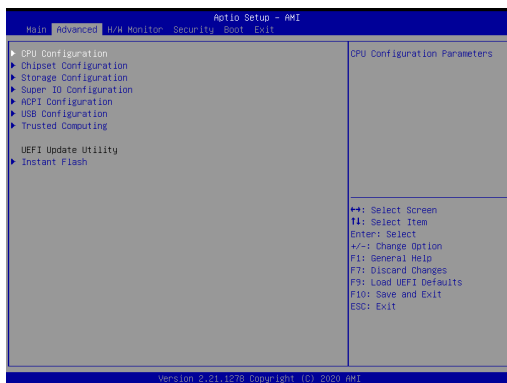 Aptio Setup - AMI
Main Advanced H/W Monitor Security Boot Exit
CPU Configuration
Chipset Configuration
Storage Configuration
Super IO Configuration
ACPI Configuration
USB Configuration
Trusted Computing
UEFI Update Utility
Instant Flash
CPU Configuration Parameters
↔: Select Screen
↑↓: Select Item
Enter: Select
+/-: Change Option
F1: General Help
F7: Discard Changes
F9: Load UEFI Defaults
F10: Save and Exit
ESC: Exit
Version 2.21.1278 Copyright (C) 2020 AMI